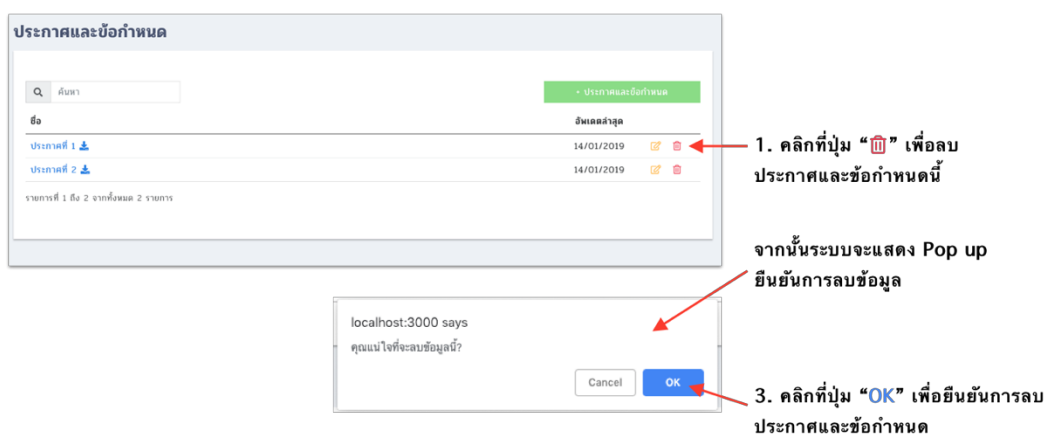 ประกาศและข้อกำหนด
ค้นหา
+ ประกาศและข้อกำหนด
ชื่อ อัพเดตล่าสุด
ประกาศที่ 1 14/01/2019
ประกาศที่ 2 14/01/2019
รายการที่ 1 ถึง 2 จากทั้งหมด 2 รายการ
1. คลิกที่ปุ่ม “” เพื่อลบ
ประกาศและข้อกำหนดนี้
จากนั้นระบบจะแสดง Pop up
ยืนยันการลบข้อมูล
localhost:3000 says
คุณแน่ใจที่จะลบข้อมูลนี้?
Cancel OK
3. คลิกที่ปุ่ม “OK” เพื่อยืนยันการลบ
ประกาศและข้อกำหนด